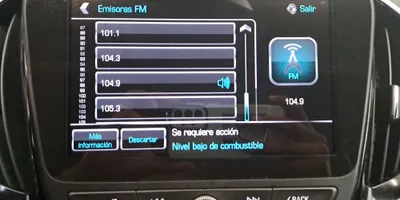 Emisoras FM
Salir
101.1
104.3
104.9
105.3
FM
104.9
Más
información
Descartar
Se requiere acción
Nivel bajo de combustible
BACK